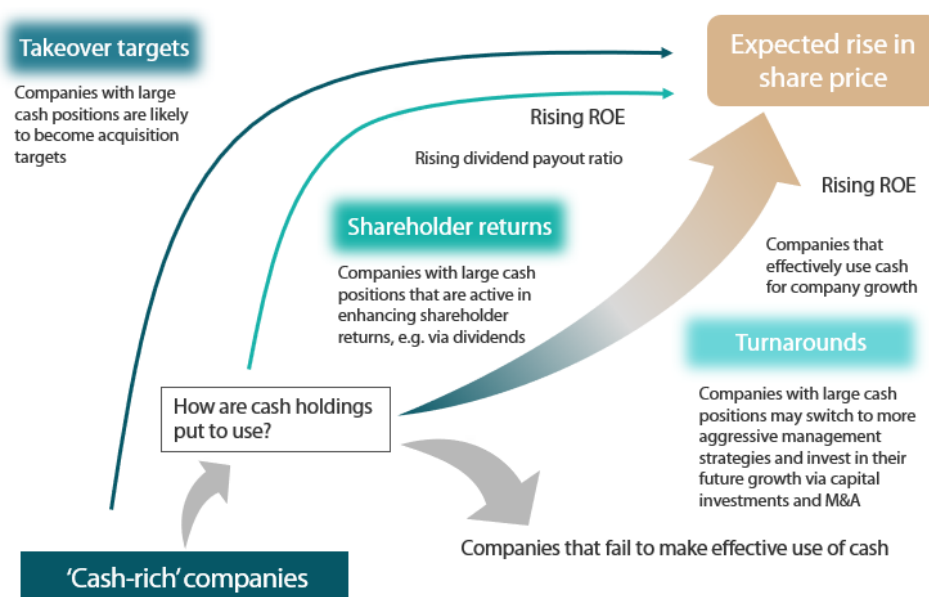 Takeover targets
Companies with large
cash positions are likely
to become acquisition
targets
Expected rise in
share price
Rising ROE
Rising dividend payout ratio
Shareholder returns
Companies with large cash
positions that are active in
enhancing shareholder
returns, e.g. via dividends
Rising ROE
Companies that
effectively use cash
for company growth
Turnarounds
Companies with large cash
positions may switch to more
aggressive management
strategies and invest in their
future growth via capital
investments and M&A
How are cash holdings
put to use?
Companies that fail to make effective use of cash
‘Cash-rich’ companies